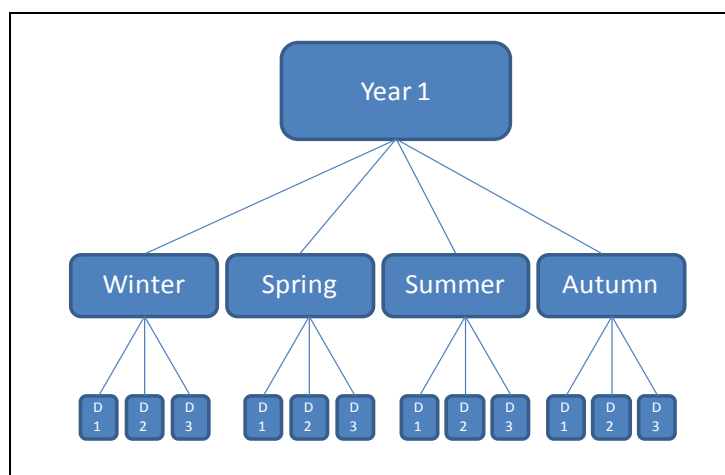 Year 1
Winter Spring Summer Autumn
D D D D D D D D D D D D
1 2 3 1 2 3 1 2 3 1 2 3